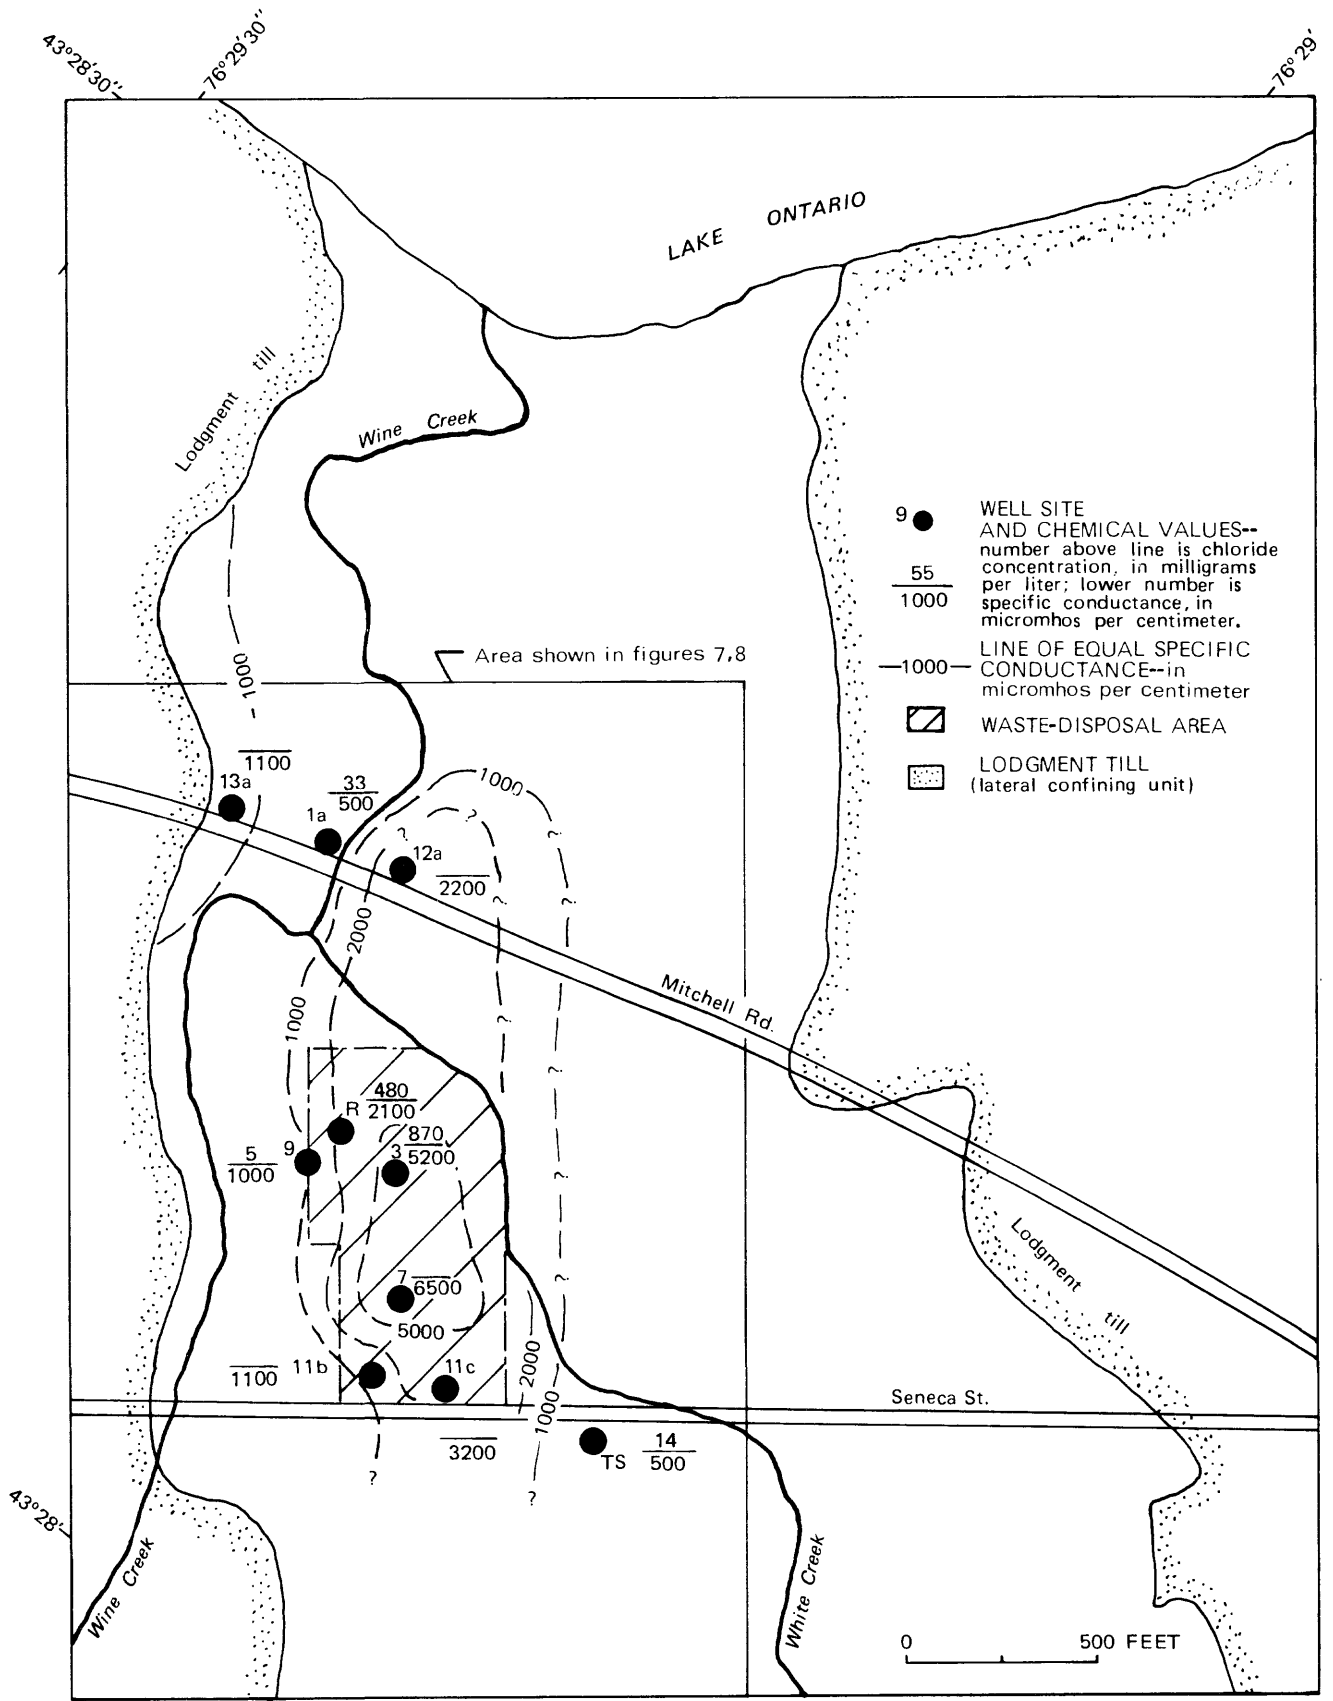 43°28'30"
76°29'30"
76°29'
LAKE ONTARIO
Lodgment till
Wine Creek
9
WELL SITE
AND CHEMICAL VALUES--
number above line is chloride
concentration, in milligrams
per liter; lower number is
specific conductance, in
micromhos per centimeter.
55
1000
—1000—
LINE OF EQUAL SPECIFIC
CONDUCTANCE--in
micromhos per centimeter
WASTE-DISPOSAL AREA
LODGMENT TILL
(lateral confining unit)
Area shown in figures 7,8
1000
1100
13a
33
500
1a
1000
?
?
?
12a
2200
?
?
2000
Mitchell Rd.
1000
?
?
480
2100
R
870
5200
3
9
5
1000
?
Lodgment till
7
6500
?
5000
2000
11b
1100
11c
1000
Seneca St.
3200
TS
14
500
?
?
43°28'
Wine Creek
White Creek
0 500 FEET